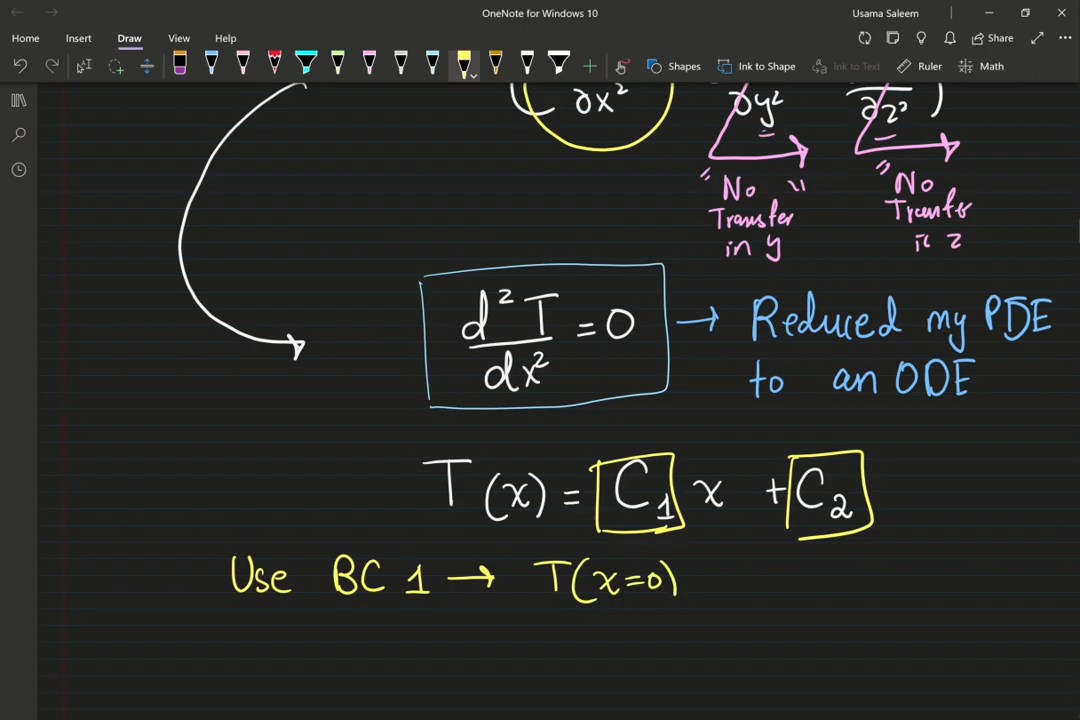 OneNote for Windows 10
Usama Saleem
Home Insert Draw View Help
Share
Shapes Ink to Shape Ink to Text Ruler Math
( ∂x² ∂y² ∂z² )
"No "
Transfer
in y
"No
Transfer
in z
d²T/dx² = 0 → Reduced my PDE
to an ODE
T(x) = C₁ x + C₂
Use BC 1 → T(x=0)